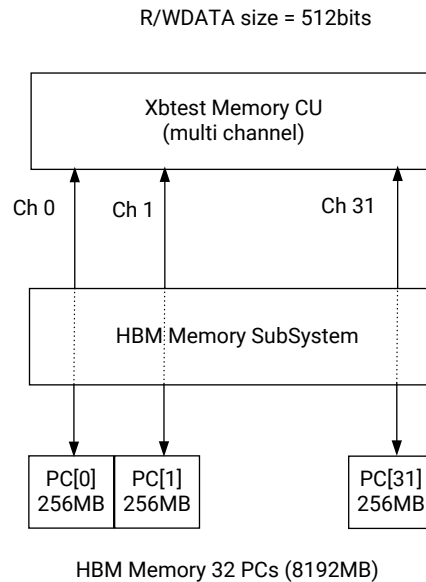 R/WDATA size = 512bits
Xbtest Memory CU
(multi channel)
Ch 0
Ch 1
Ch 31
HBM Memory SubSystem
PC[0]
256MB
PC[1]
256MB
PC[31]
256MB
HBM Memory 32 PCs (8192MB)